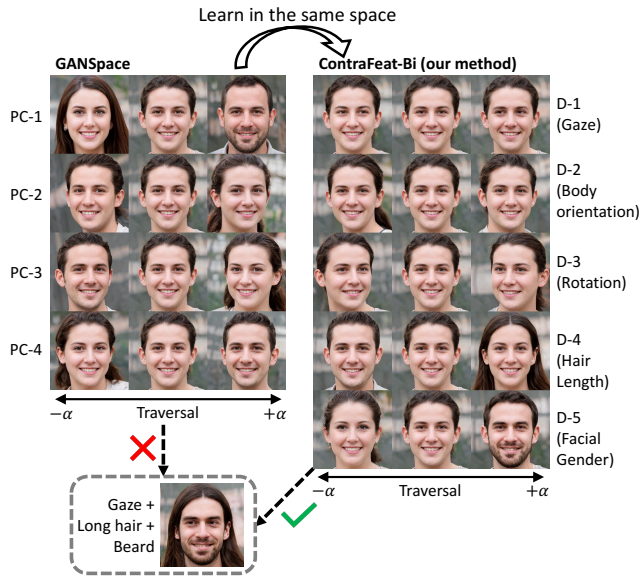 Learn in the same space
GANSpace
ContraFeat-Bi (our method)
PC-1
PC-2
PC-3
PC-4
−α
Traversal
+α
D-1
(Gaze)
D-2
(Body
orientation)
D-3
(Rotation)
D-4
(Hair
Length)
D-5
(Facial
Gender)
−α
Traversal
+α
Gaze +
Long hair +
Beard